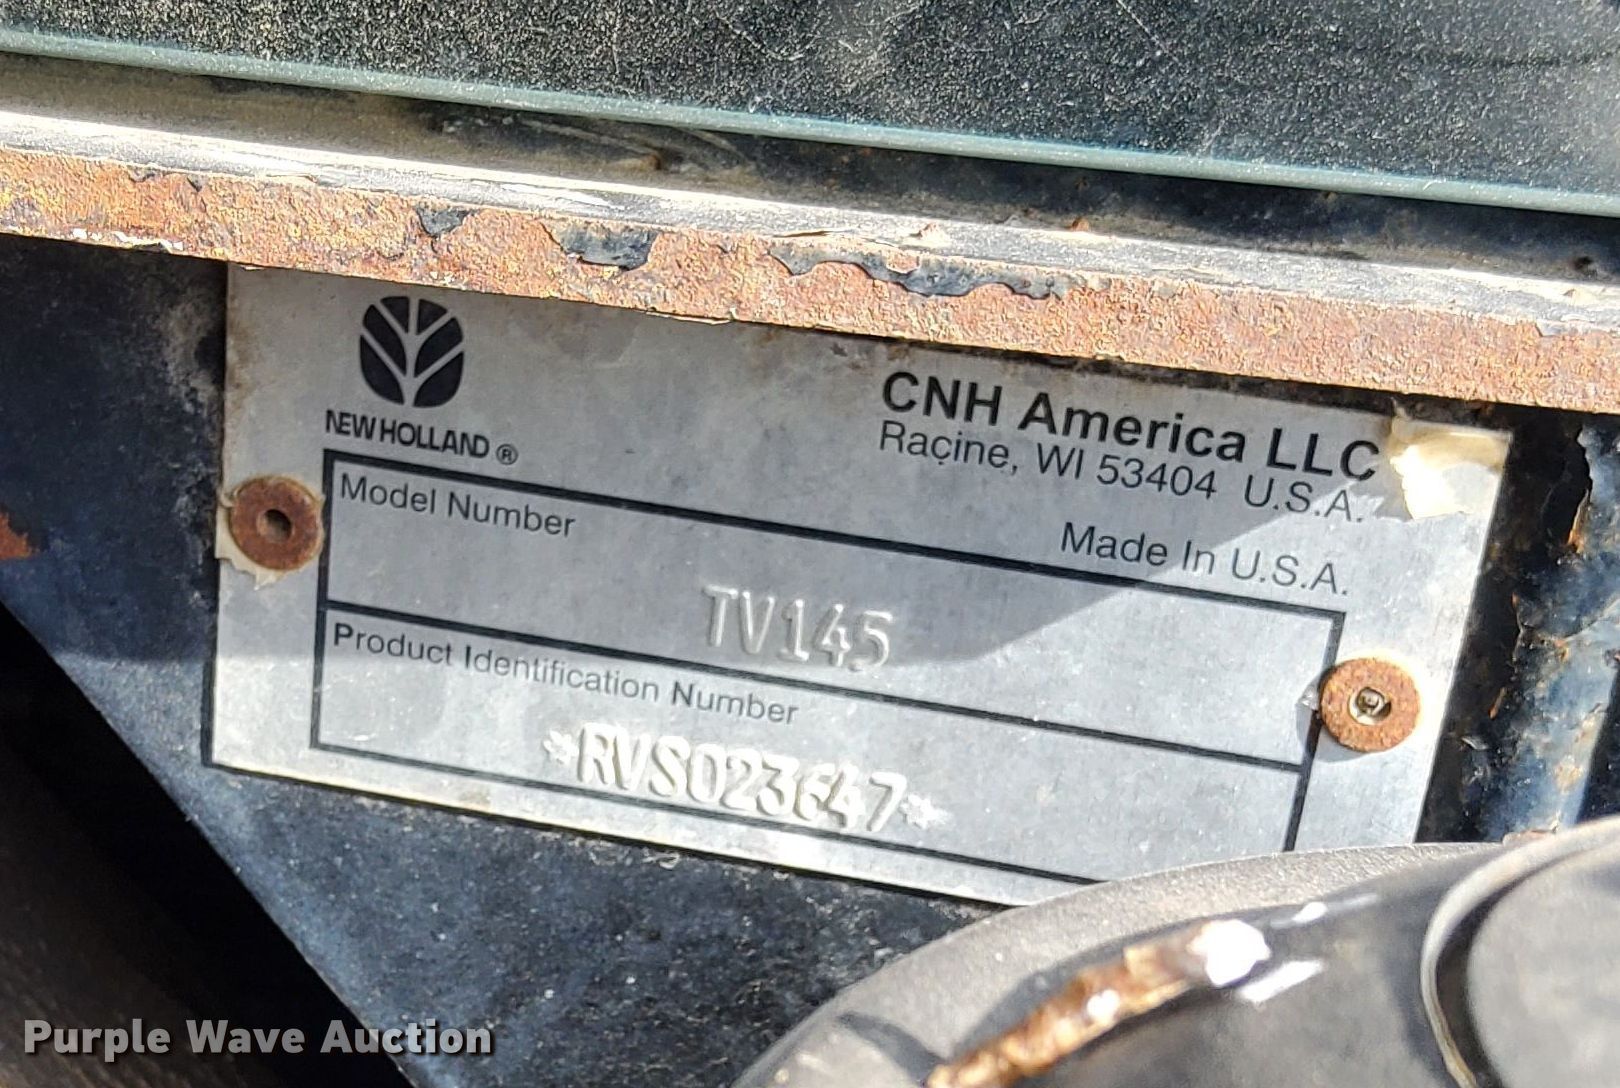 NEW HOLLAND ®
CNH America LLC
Racine, WI 53404 U.S.A.
Made In U.S.A.
Model Number
TV145
Product Identification Number
*RVS023647*
Purple Wave Auction